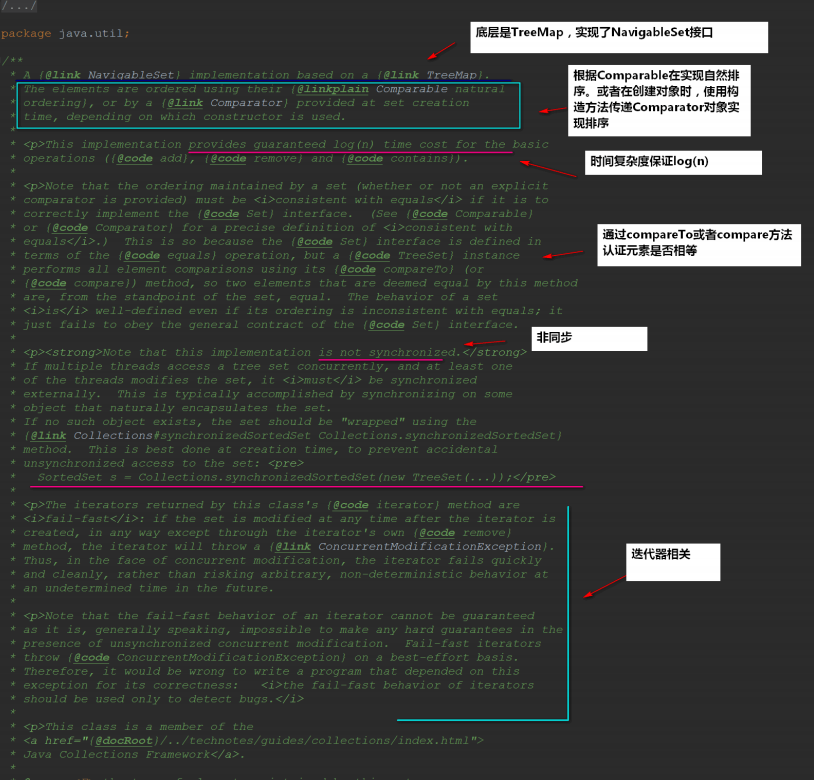 /.../
package java.util;
底层是TreeMap，实现了NavigableSet接口
/**
* A {@link NavigableSet} implementation based on a {@link TreeMap}.
* The elements are ordered using their {@linkplain Comparable natural
* ordering}, or by a {@link Comparator} provided at set creation
* time, depending on which constructor is used.
根据Comparable在实现自然排
序。或者在创建对象时，使用构
造方法传递Comparator对象实
现排序
*
* <p>This implementation provides guaranteed log(n) time cost for the basic
* operations ({@code add}, {@code remove} and {@code contains}).
时间复杂度保证log(n)
*
* <p>Note that the ordering maintained by a set (whether or not an explicit
* comparator is provided) must be <i>consistent with equals</i> if it is to
* correctly implement the {@code Set} interface.  (See {@code Comparable}
* or {@code Comparator} for a precise definition of <i>consistent with
* equals</i>.)  This is so because the {@code Set} interface is defined in
* terms of the {@code equals} operation, but a {@code TreeSet} instance
* performs all element comparisons using its {@code compareTo} (or
* {@code compare}) method, so two elements that are deemed equal by this method
* are, from the standpoint of the set, equal.  The behavior of a set
* <i>is</i> well-defined even if its ordering is inconsistent with equals; it
* just fails to obey the general contract of the {@code Set} interface.
通过compareTo或者compare方法
认证元素是否相等
*
* <p><strong>Note that this implementation is not synchronized.</strong>
非同步
* If multiple threads access a tree set concurrently, and at least one
* of the threads modifies the set, it <i>must</i> be synchronized
* externally.  This is typically accomplished by synchronizing on some
* object that naturally encapsulates the set.
* If no such object exists, the set should be "wrapped" using the
* {@link Collections#synchronizedSortedSet Collections.synchronizedSortedSet}
* method.  This is best done at creation time, to prevent accidental
* unsynchronized access to the set: <pre>
*   SortedSet s = Collections.synchronizedSortedSet(new TreeSet(...));</pre>
*
* <p>The iterators returned by this class's {@code iterator} method are
* <i>fail-fast</i>: if the set is modified at any time after the iterator is
* created, in any way except through the iterator's own {@code remove}
* method, the iterator will throw a {@link ConcurrentModificationException}.
* Thus, in the face of concurrent modification, the iterator fails quickly
* and cleanly, rather than risking arbitrary, non-deterministic behavior at
* an undetermined time in the future.
迭代器相关
*
* <p>Note that the fail-fast behavior of an iterator cannot be guaranteed
* as it is, generally speaking, impossible to make any hard guarantees in the
* presence of unsynchronized concurrent modification.  Fail-fast iterators
* throw {@code ConcurrentModificationException} on a best-effort basis.
* Therefore, it would be wrong to write a program that depended on this
* exception for its correctness:   <i>the fail-fast behavior of iterators
* should be used only to detect bugs.</i>
*
* <p>This class is a member of the
* <a href="{@docRoot}/../technotes/guides/collections/index.html">
* Java Collections Framework</a>.
*